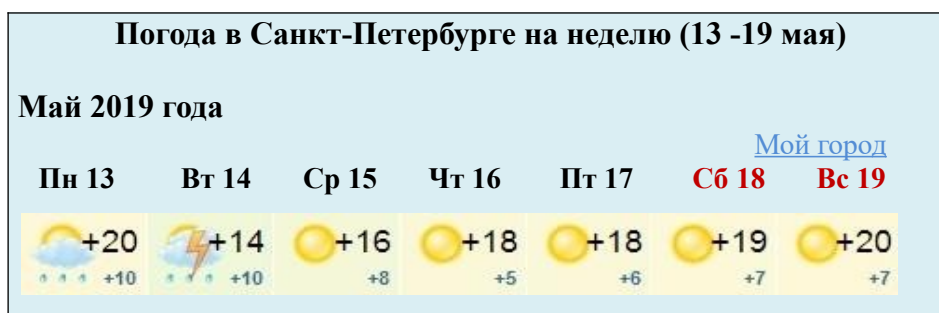 Погода в Санкт-Петербурге на неделю (13 -19 мая)
Май 2019 года
Мой город
Пн 13 Вт 14 Ср 15 Чт 16 Пт 17 Сб 18 Вс 19
+20 +14 +16 +18 +18 +19 +20
+10 +10 +8 +5 +6 +7 +7